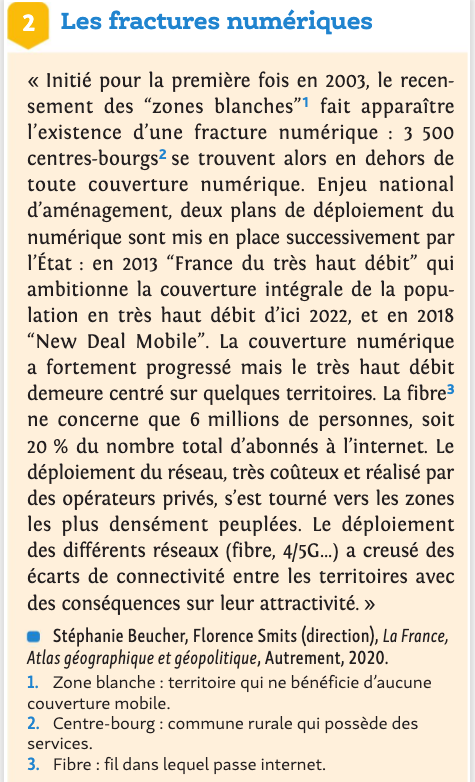 2 Les fractures numériques
« Initié pour la première fois en 2003, le recen-
sement des “zones blanches”1 fait apparaître
l’existence d’une fracture numérique : 3 500
centres-bourgs2 se trouvent alors en dehors de
toute couverture numérique. Enjeu national
d’aménagement, deux plans de déploiement du
numérique sont mis en place successivement par
l’État : en 2013 “France du très haut débit” qui
ambitionne la couverture intégrale de la popu-
lation en très haut débit d’ici 2022, et en 2018
“New Deal Mobile”. La couverture numérique
a fortement progressé mais le très haut débit
demeure centré sur quelques territoires. La fibre3
ne concerne que 6 millions de personnes, soit
20 % du nombre total d’abonnés à l’internet. Le
déploiement du réseau, très coûteux et réalisé par
des opérateurs privés, s’est tourné vers les zones
les plus densément peuplées. Le déploiement
des différents réseaux (fibre, 4/5G…) a creusé des
écarts de connectivité entre les territoires avec
des conséquences sur leur attractivité. »
Stéphanie Beucher, Florence Smits (direction), La France,
Atlas géographique et géopolitique, Autrement, 2020.
1. Zone blanche : territoire qui ne bénéficie d’aucune
couverture mobile.
2. Centre-bourg : commune rurale qui possède des
services.
3. Fibre : fil dans lequel passe internet.